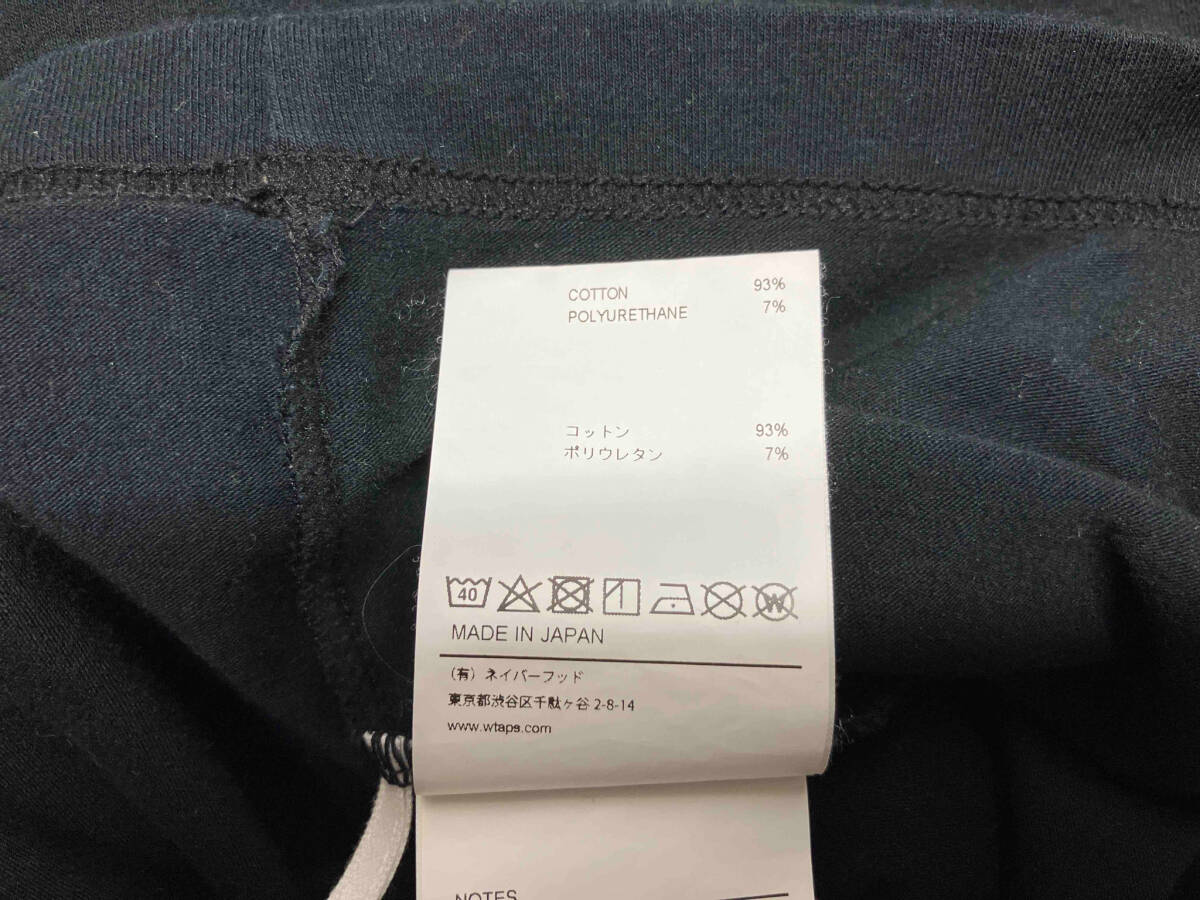 COTTON 93%
POLYURETHANE 7%
コットン 93%
ポリウレタン 7%
40 W
MADE IN JAPAN
(有) ネイバーフッド
東京都渋谷区千駄ヶ谷 2-8-14
www.wtaps.com
NOTES